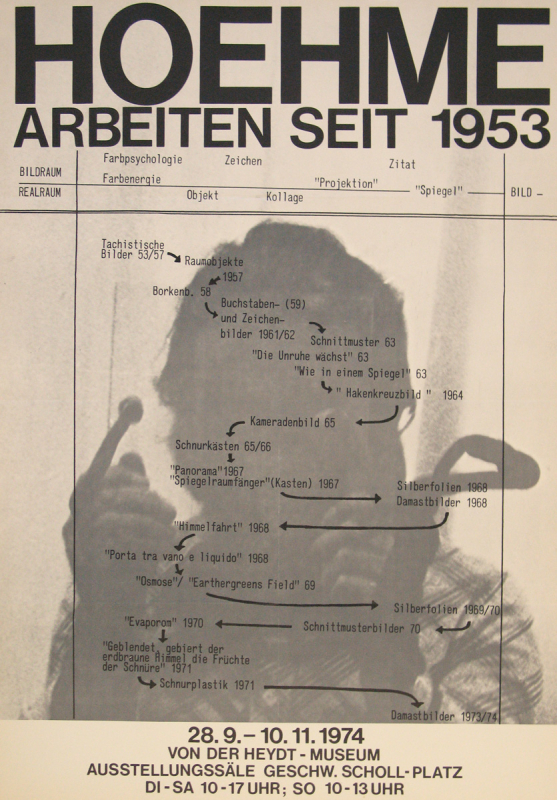 HOEHME
ARBEITEN SEIT 1953
Farbpsychologie Zeichen Zitat
BILDRAUM
Farbenergie "Projektion"
REALRAUM Objekt Kollage "Spiegel" BILD -
Tachistische
Bilder 53/57 Raumobjekte
1957
Borkenb. 58
Buchstaben- (59)
und Zeichen-
bilder 1961/62
Schnittmuster 63
"Die Unruhe wächst" 63
"Wie in einem Spiegel" 63
" Hakenkreuzbild " 1964
Kameradenbild 65
Schnurkästen 65/66
"Panorama"1967
"Spiegelraumfänger"(Kasten) 1967
Silberfolien 1968
Damastbilder 1968
"Himmelfahrt" 1968
"Porta tra vano e liquido" 1968
"Osmose"/ "Earthergreens Field" 69
Silberfolien 1969/70
"Evaporom" 1970 Schnittmusterbilder 70
"Geblendet, gebiert der
erdbraune Himmel die Früchte
der Schnüre" 1971
Schnurplastik 1971
Damastbilder 1973/74
28.9.-10.11.1974
VON DER HEYDT-MUSEUM
AUSSTELLUNGSSÄLE GESCHW. SCHOLL-PLATZ
DI-SA 10-17 UHR; SO 10-13 UHR